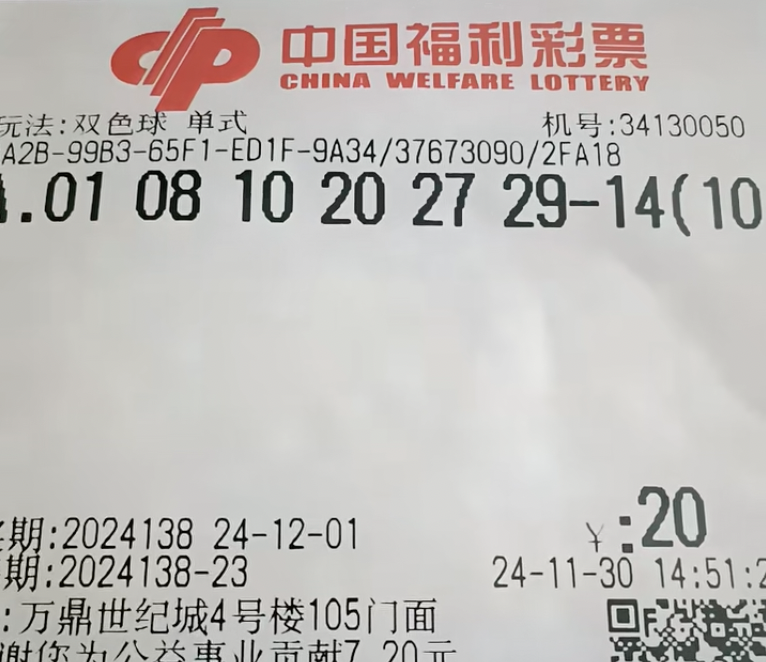 中国福利彩票
CHINA WELFARE LOTTERY
玩法:双色球 单式 机号:34130050
A2B-99B3-65F1-ED1F-9A34/37673090/2FA18
.01 08 10 20 27 29-14(10
期:2024138 24-12-01 ¥:20
期:2024138-23 24-11-30 14:51:2
:万鼎世纪城4号楼105门面
谢您为公益事业贡献7.20元